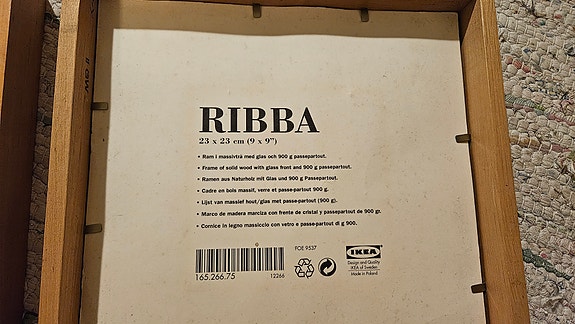 RIBBA
23 x 23 cm (9 x 9")
• Ram i massivträ med glas och 900 g passepartout.
• Frame of solid wood with glass front and 900 g passepartout.
• Ramen aus Naturholz mit Glas und 900 g Passepartout.
• Cadre en bois massif, verre et passe-partout 900 g.
• Lijst van massief hout/glas met passe-partout (900 g).
• Marco de madera marciza con frente de cristal y passepartout de 900 gr.
• Cornice in legno massiccio con vetro e passe-partout di g 900.
0
FOE 9537
165.266.75
12266
IKEA
Design and Quality
IKEA of Sweden
Made in Poland